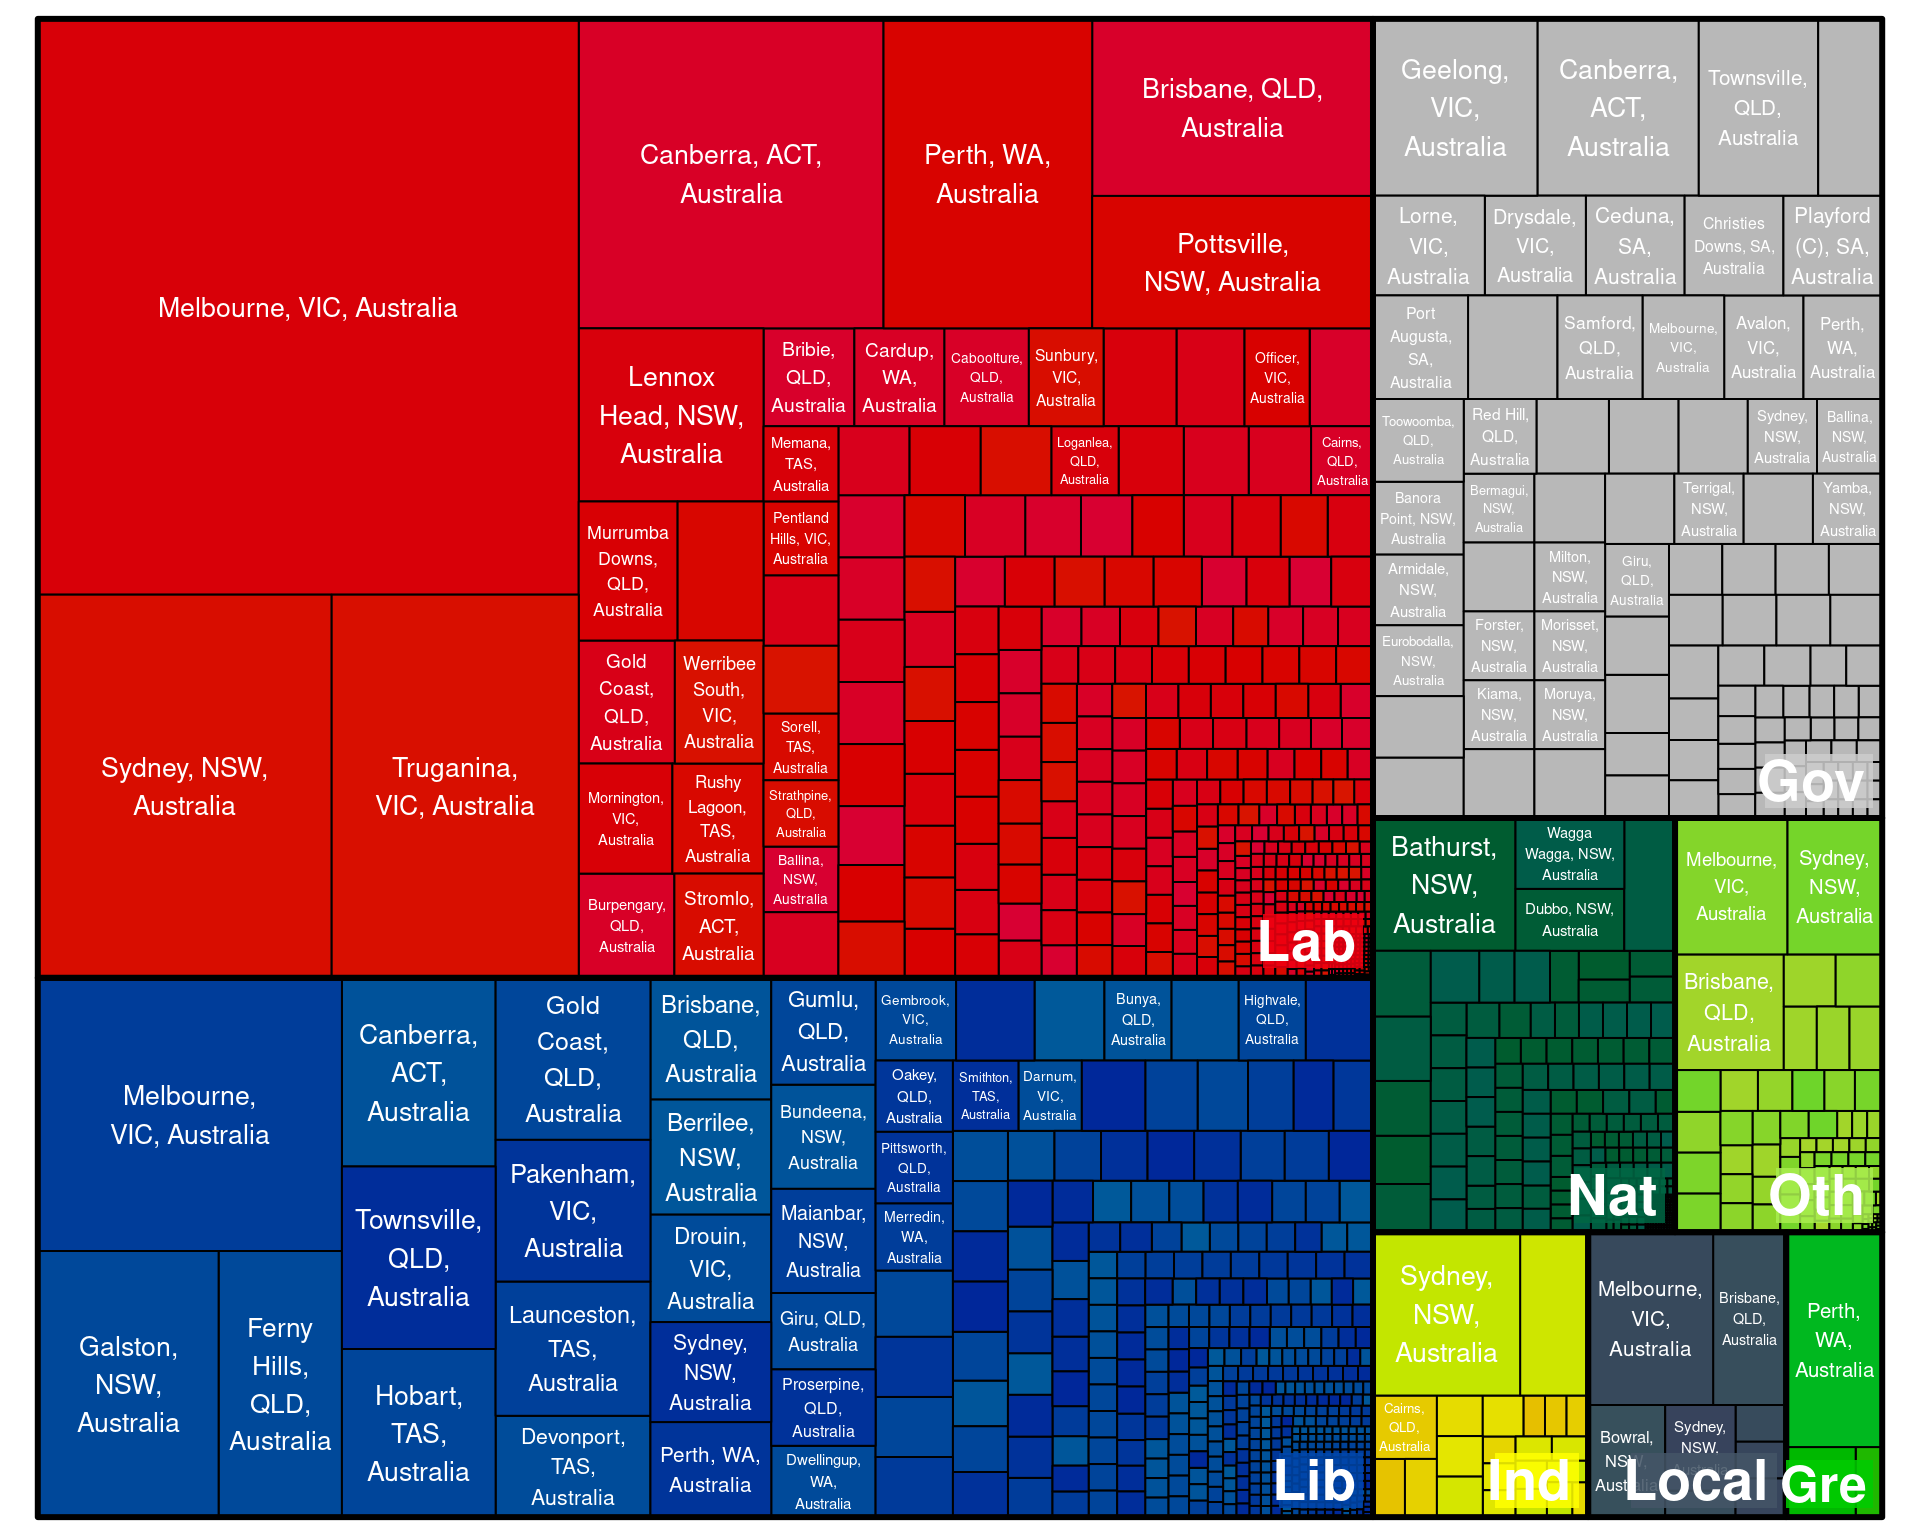 Melbourne, VIC, Australia
Sydney, NSW,
Australia
Truganina,
VIC, Australia
Canberra, ACT,
Australia
Perth, WA,
Australia
Brisbane, QLD,
Australia
Pottsville,
NSW, Australia
Lennox
Head, NSW,
Australia
Murrumba
Downs,
QLD,
Australia
Gold
Coast,
QLD,
Australia
Werribee
South,
VIC,
Australia
Mornington,
VIC,
Australia
Rushy
Lagoon,
TAS,
Australia
Burpengary,
QLD,
Australia
Stromlo,
ACT,
Australia
Bribie,
QLD,
Australia
Cardup,
WA,
Australia
Caboolture,
QLD,
Australia
Sunbury,
VIC,
Australia
Officer,
VIC,
Australia
Memana,
TAS,
Australia
Loganlea,
QLD,
Australia
Cairns,
QLD,
Australia
Pentland
Hills, VIC,
Australia
Sorell,
TAS,
Australia
Strathpine,
QLD,
Australia
Ballina,
NSW,
Australia
Lab
Geelong,
VIC,
Australia
Canberra,
ACT,
Australia
Townsville,
QLD,
Australia
Lorne,
VIC,
Australia
Drysdale,
VIC,
Australia
Ceduna,
SA,
Australia
Christies
Downs, SA,
Australia
Playford
(C), SA,
Australia
Port
Augusta,
SA,
Australia
Samford,
QLD,
Australia
Melbourne,
VIC,
Australia
Avalon,
VIC,
Australia
Perth,
WA,
Australia
Toowoomba,
QLD,
Australia
Red Hill,
QLD,
Australia
Sydney,
NSW,
Australia
Ballina,
NSW,
Australia
Banora
Point, NSW,
Australia
Bermagui,
NSW,
Australia
Terrigal,
NSW,
Australia
Yamba,
NSW,
Australia
Armidale,
NSW,
Australia
Milton,
NSW,
Australia
Giru,
QLD,
Australia
Eurobodalla,
NSW,
Australia
Forster,
NSW,
Australia
Morisset,
NSW,
Australia
Kiama,
NSW,
Australia
Moruya,
NSW,
Australia
Gov
Melbourne,
VIC, Australia
Galston,
NSW,
Australia
Ferny
Hills,
QLD,
Australia
Canberra,
ACT,
Australia
Townsville,
QLD,
Australia
Hobart,
TAS,
Australia
Gold
Coast,
QLD,
Australia
Pakenham,
VIC,
Australia
Launceston,
TAS,
Australia
Devonport,
TAS,
Australia
Brisbane,
QLD,
Australia
Berrilee,
NSW,
Australia
Drouin,
VIC,
Australia
Sydney,
NSW,
Australia
Perth, WA,
Australia
Gumlu,
QLD,
Australia
Bundeena,
NSW,
Australia
Maianbar,
NSW,
Australia
Giru, QLD,
Australia
Proserpine,
QLD,
Australia
Dwellingup,
WA,
Australia
Gembrook,
VIC,
Australia
Bunya,
QLD,
Australia
Highvale,
QLD,
Australia
Oakey,
QLD,
Australia
Smithton,
TAS,
Australia
Darnum,
VIC,
Australia
Pittsworth,
QLD,
Australia
Merredin,
WA,
Australia
Lib
Bathurst,
NSW,
Australia
Wagga
Wagga, NSW,
Australia
Dubbo, NSW,
Australia
Nat
Melbourne,
VIC,
Australia
Sydney,
NSW,
Australia
Brisbane,
QLD,
Australia
Oth
Sydney,
NSW,
Australia
Cairns,
QLD,
Australia
Ind
Melbourne,
VIC,
Australia
Brisbane,
QLD,
Australia
Bowral,
NSW,
Australia
Sydney,
NSW,
Australia
Local
Perth,
WA,
Australia
Gre